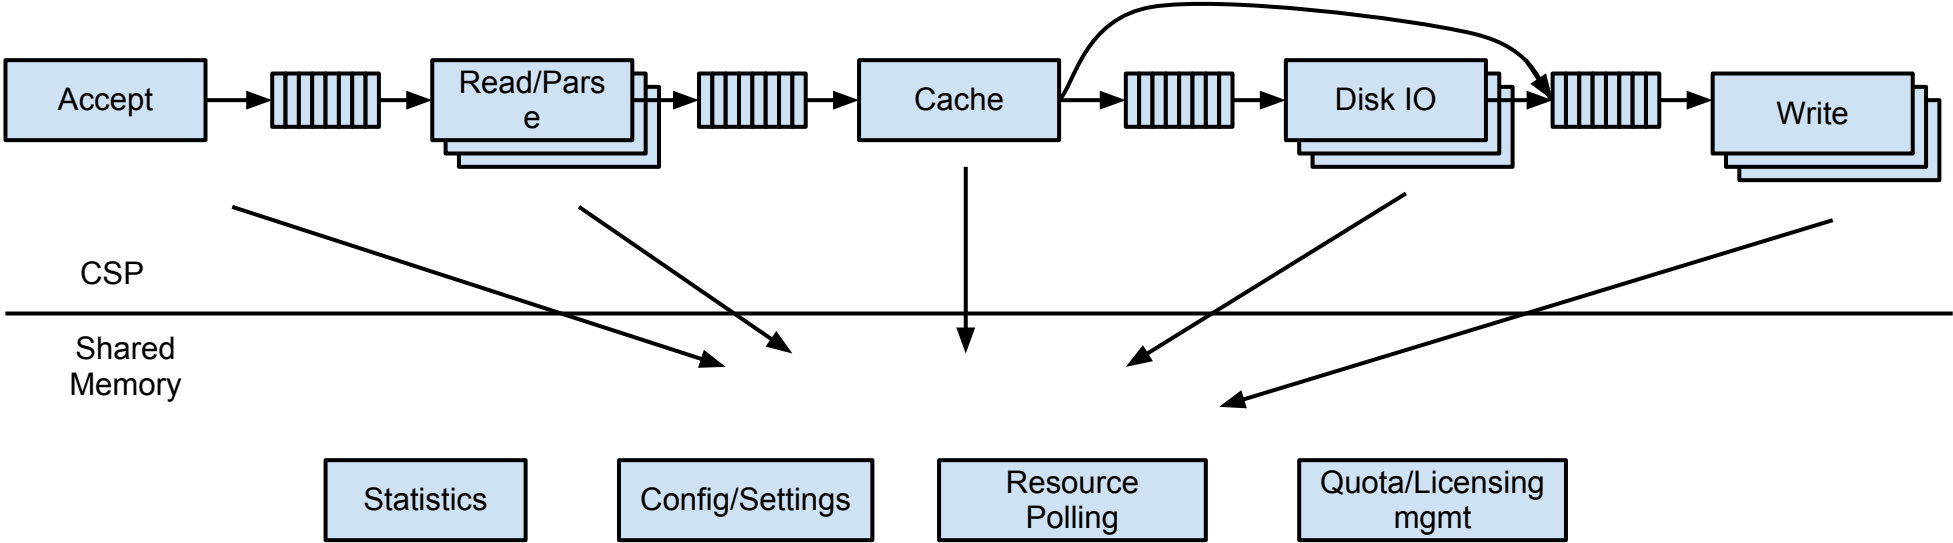 Accept
Read/Pars
e
Cache
Disk IO
Write
CSP
Shared
Memory
Statistics
Config/Settings
Resource
Polling
Quota/Licensing
mgmt